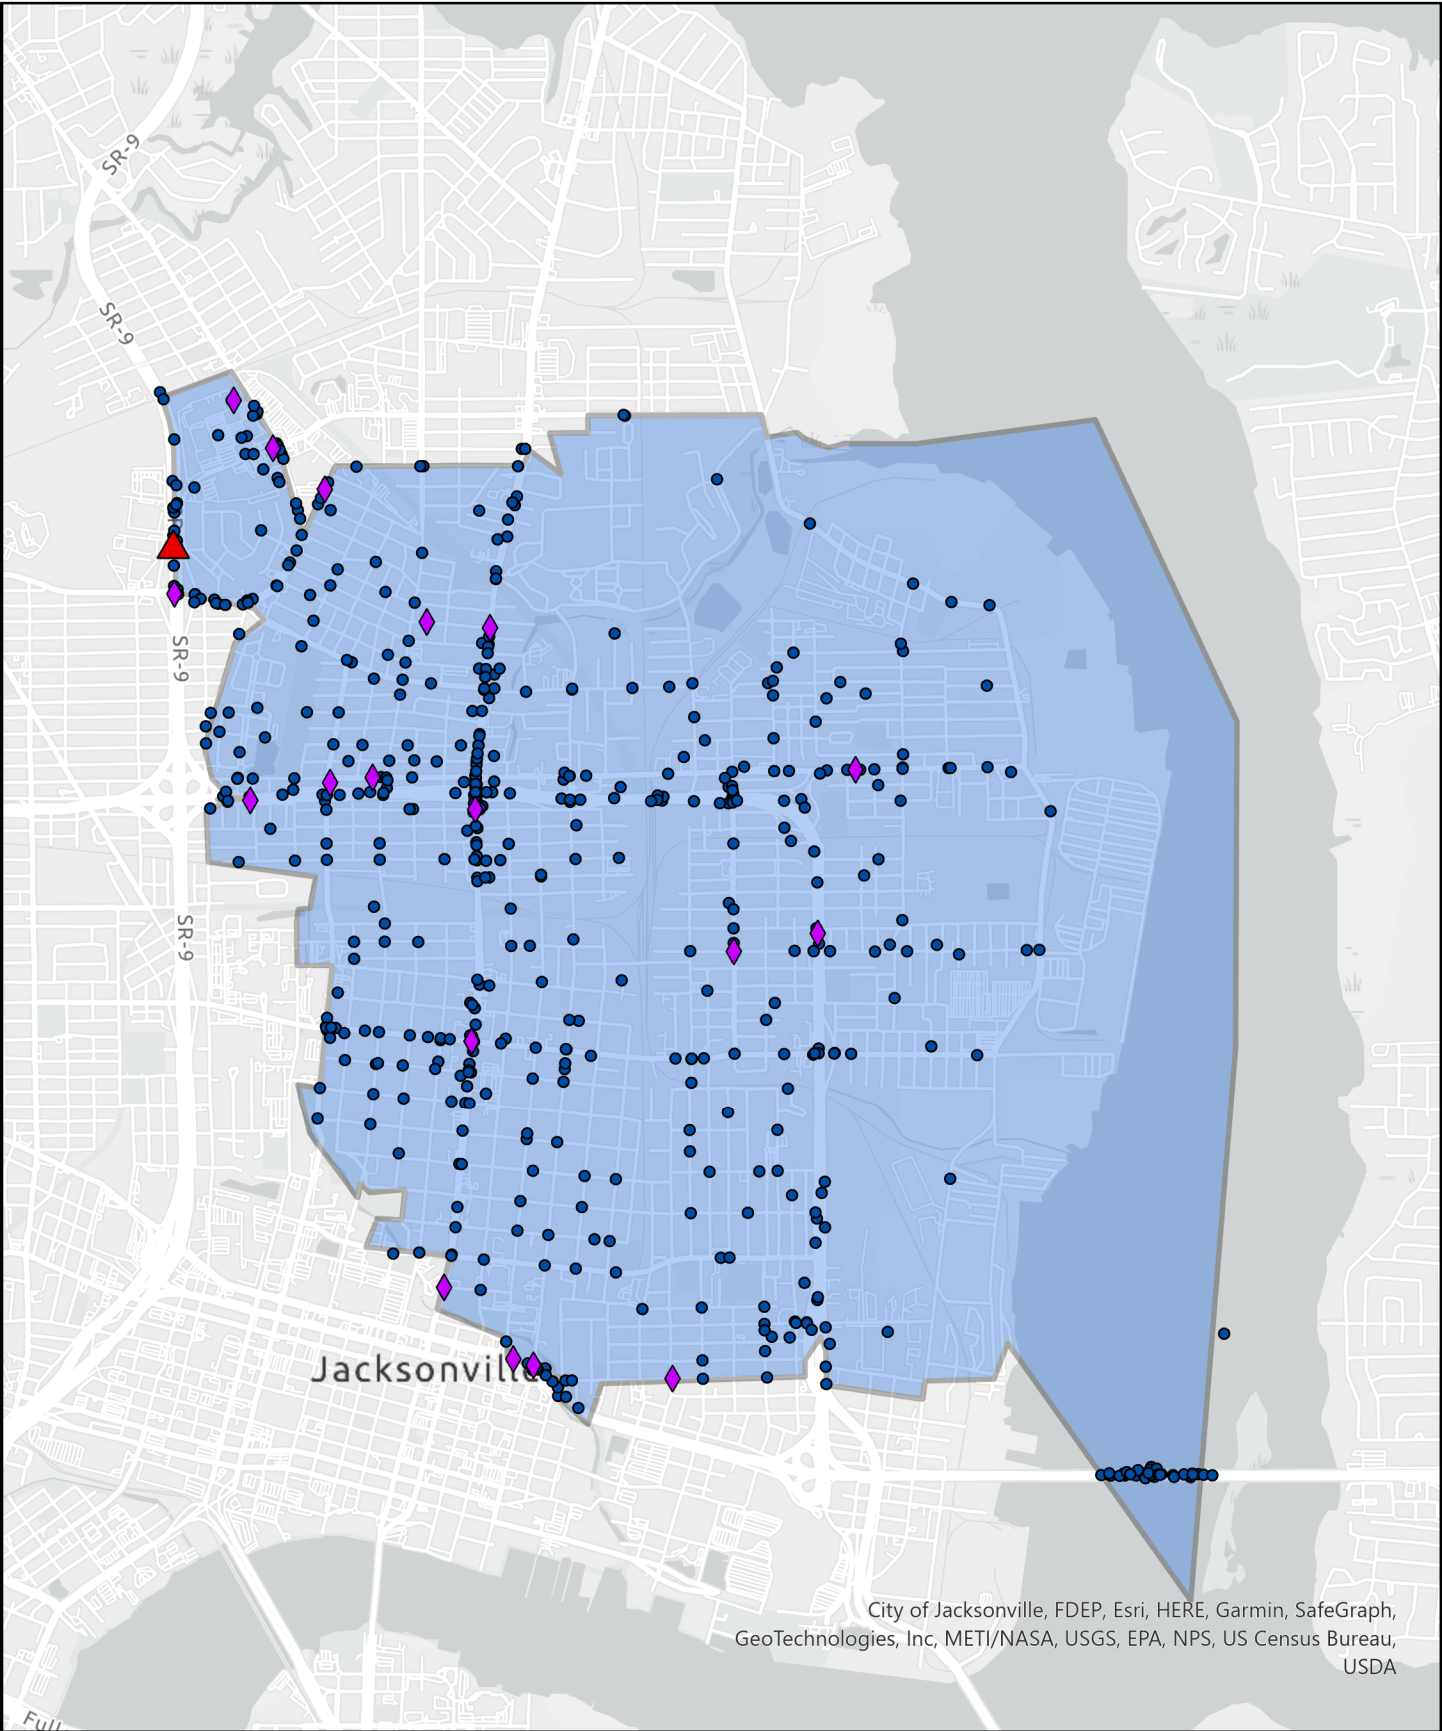 SR-9
SR-9
SR-9
SR-9
Jacksonville
City of Jacksonville, FDEP, Esri, HERE, Garmin, SafeGraph,
GeoTechnologies, Inc, METI/NASA, USGS, EPA, NPS, US Census Bureau,
USDA